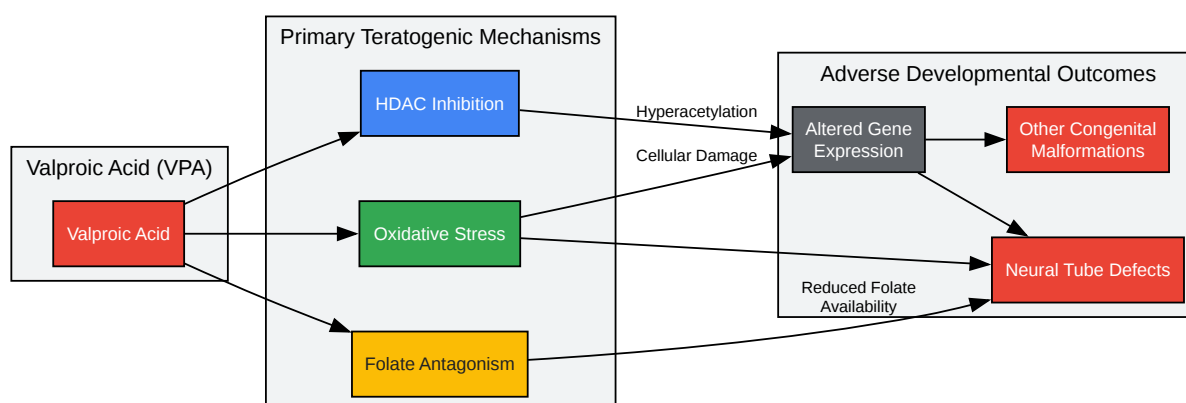 Valproic Acid (VPA)
Valproic Acid
Primary Teratogenic Mechanisms
HDAC Inhibition
Oxidative Stress
Folate Antagonism
Hyperacetylation
Cellular Damage
Reduced Folate
Availability
Adverse Developmental Outcomes
Altered Gene
Expression
Other Congenital
Malformations
Neural Tube Defects